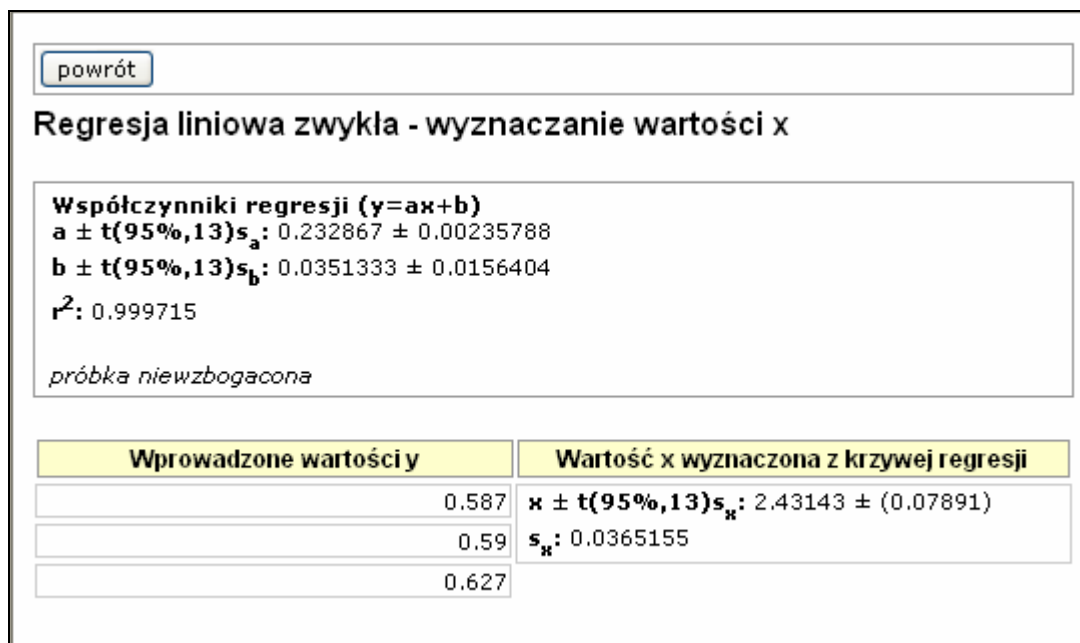 powrót
Regresja liniowa zwykła - wyznaczanie wartości x
Współczynniki regresji (y=ax+b)
a ± t(95%,13)sa: 0.232867 ± 0.00235788
b ± t(95%,13)sb: 0.0351333 ± 0.0156404
r2: 0.999715
próbka niewzbogacona
Wprowadzone wartości y Wartość x wyznaczona z krzywej regresji
0.587 x ± t(95%,13)sx: 2.43143 ± (0.07891)
0.59 sx: 0.0365155
0.627